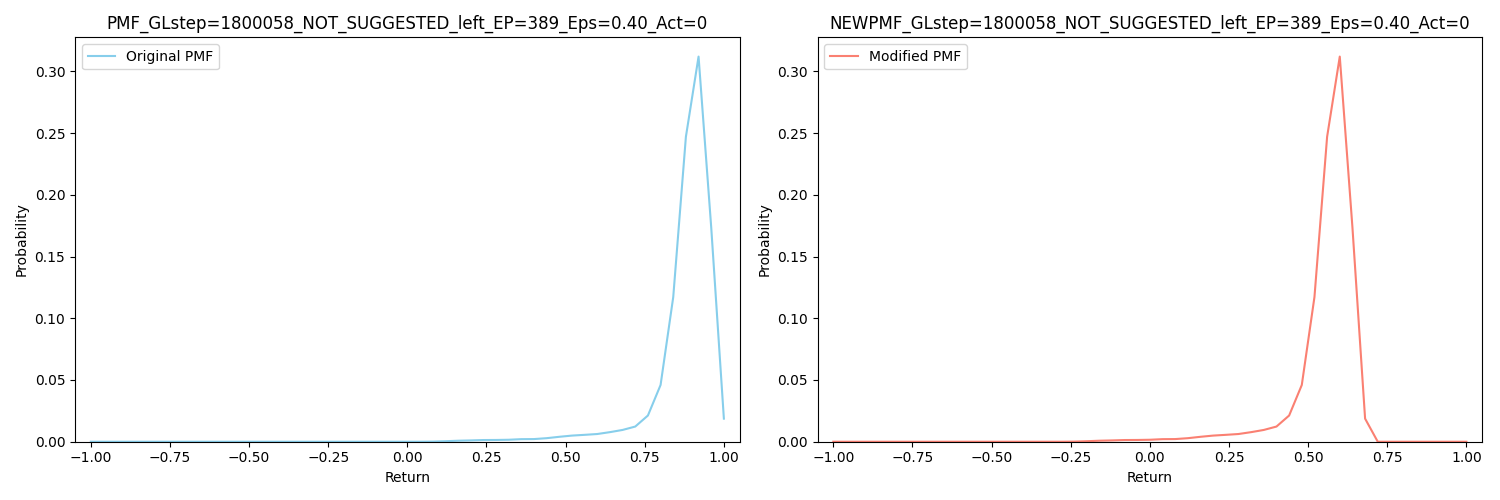 PMF_GLstep=1800058_NOT_SUGGESTED_left_EP=389_Eps=0.40_Act=0
Original PMF
0.30
0.25
0.20
0.15
0.10
0.05
0.00
Probability
−1.00 −0.75 −0.50 −0.25 0.00 0.25 0.50 0.75 1.00
Return
NEWPMF_GLstep=1800058_NOT_SUGGESTED_left_EP=389_Eps=0.40_Act=0
Modified PMF
0.30
0.25
0.20
0.15
0.10
0.05
0.00
Probability
−1.00 −0.75 −0.50 −0.25 0.00 0.25 0.50 0.75 1.00
Return